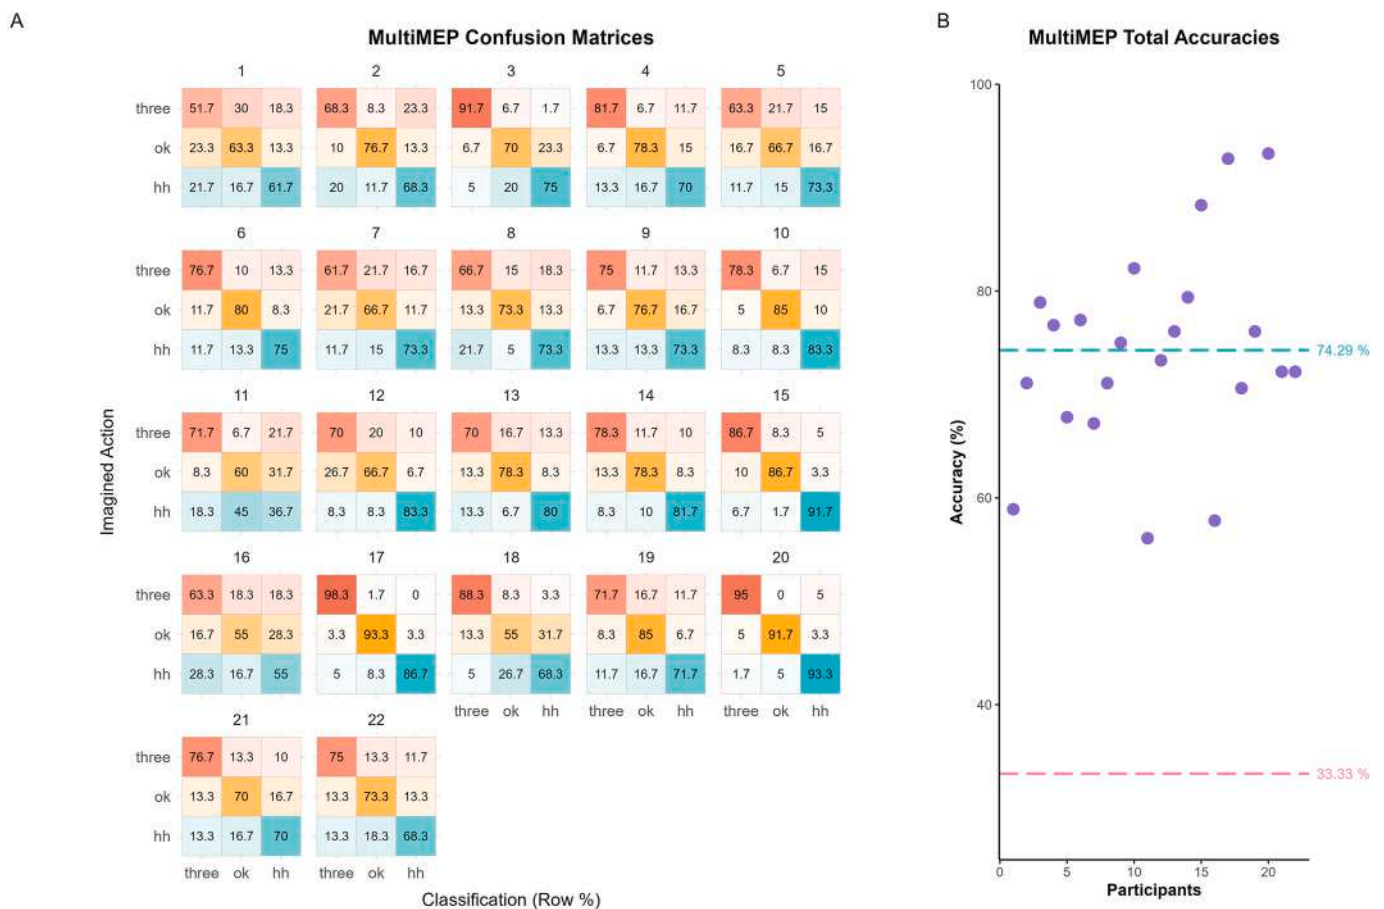 A
MultiMEP Confusion Matrices
1 2 3 4 5
three 51.7 30 18.3 68.3 8.3 23.3 91.7 6.7 1.7 81.7 6.7 11.7 63.3 21.7 15
ok 23.3 63.3 13.3 10 76.7 13.3 6.7 70 23.3 6.7 78.3 15 16.7 66.7 16.7
hh 21.7 16.7 61.7 20 11.7 68.3 5 20 75 13.3 16.7 70 11.7 15 73.3
6 7 8 9 10
three 76.7 10 13.3 61.7 21.7 16.7 66.7 15 18.3 75 11.7 13.3 78.3 6.7 15
ok 11.7 80 8.3 21.7 66.7 11.7 13.3 73.3 13.3 6.7 76.7 16.7 5 85 10
hh 11.7 13.3 75 11.7 15 73.3 21.7 5 73.3 13.3 13.3 73.3 8.3 8.3 83.3
11 12 13 14 15
three 71.7 6.7 21.7 70 20 10 70 16.7 13.3 78.3 11.7 10 86.7 8.3 5
ok 8.3 60 31.7 26.7 66.7 6.7 13.3 78.3 8.3 13.3 78.3 8.3 10 86.7 3.3
hh 18.3 45 36.7 8.3 8.3 83.3 13.3 6.7 80 8.3 10 81.7 6.7 1.7 91.7
16 17 18 19 20
three 63.3 18.3 18.3 98.3 1.7 0 88.3 8.3 3.3 71.7 16.7 11.7 95 0 5
ok 16.7 55 28.3 3.3 93.3 3.3 13.3 55 31.7 8.3 85 6.7 5 91.7 3.3
hh 28.3 16.7 55 5 8.3 86.7 5 26.7 68.3 11.7 16.7 71.7 1.7 5 93.3
three ok hh three ok hh three ok hh
21 22
three 76.7 13.3 10 75 13.3 11.7
ok 13.3 70 16.7 13.3 73.3 13.3
hh 13.3 16.7 70 13.3 18.3 68.3
three ok hh three ok hh
Classification (Row %)
Imagined Action
B
MultiMEP Total Accuracies
100
80
74.29 %
60
40
33.33 %
0 5 10 15 20
Participants
Accuracy (%)